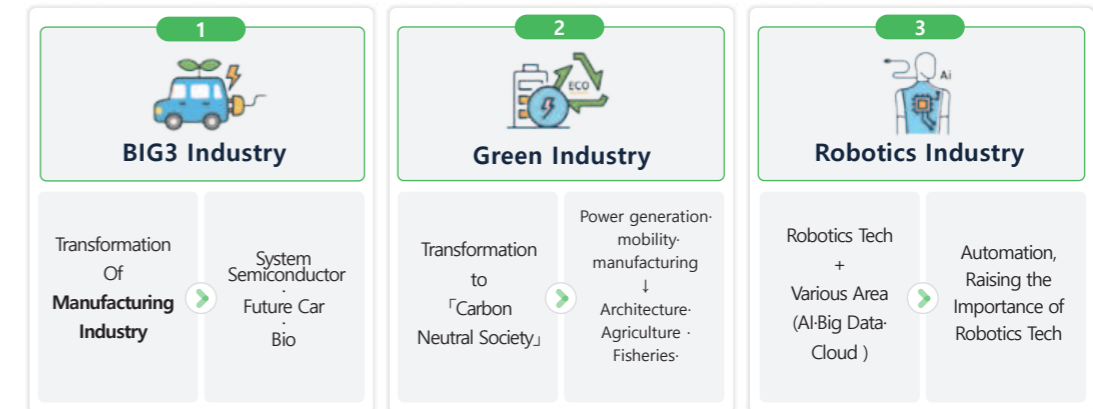 1
BIG3 Industry
Transformation
Of
Manufacturing
Industry
System
Semiconductor
·
Future Car
·
Bio
2
ECO
Green Industry
Transformation
to
「Carbon
Neutral Society」
Power generation·
mobility·
manufacturing
↓
Architecture·
Agriculture ·
Fisheries·
3
Ai
Robotics Industry
Robotics Tech
+
Various Area
(AI·Big Data·
Cloud )
Automation,
Raising the
Importance of
Robotics Tech